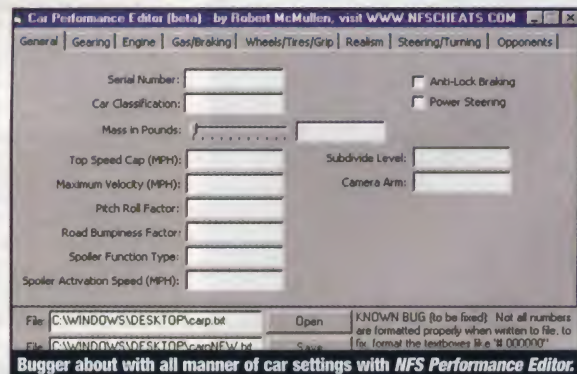 Car Performance Editor (beta) - by Robert McMullen, visit WWW.NFSCHEATS.COM
General Gearing Engine Gas/Braking Wheels/Tires/Grip Realism Steering/Turning Opponents
Serial Number:
Anti-Lock Braking
Car Classification:
Power Steering
Mass in Pounds:
Top Speed Cap (MPH):
Subdivide Level:
Maximum Velocity (MPH):
Camera Arm:
Pitch Roll Factor:
Road Bumpiness Factor:
Spoiler Function Type:
Spoiler Activation Speed (MPH):
File: C:\WINDOWS\DESKTOP\carp.txt
Open
KNOWN BUG (to be fixed): Not all numbers
are formatted properly when written to file, to
fix, format the textboxes like "#.000000"
File: C:\WINDOWS\DESKTOP\carpNEW.txt
Save
Bugger about with all manner of car settings with NFS Performance Editor.